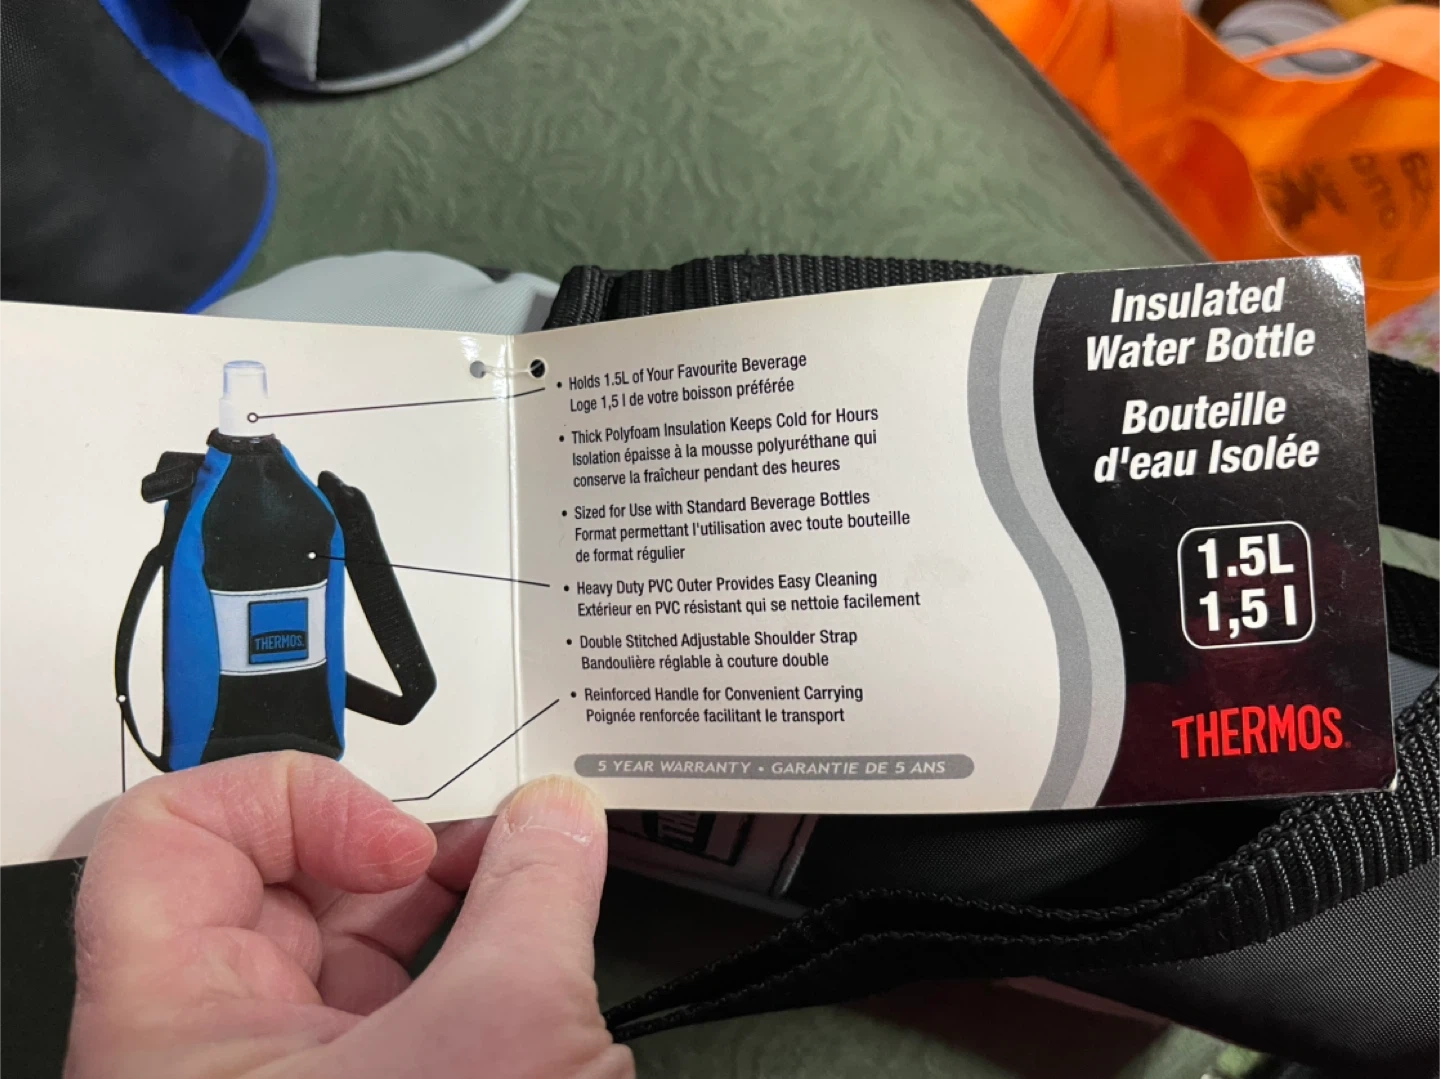 THERMOS.
• Holds 1.5L of Your Favourite Beverage
Loge 1,5 l de votre boisson préférée
• Thick Polyfoam Insulation Keeps Cold for Hours
Isolation épaisse à la mousse polyuréthane qui
conserve la fraîcheur pendant des heures
• Sized for Use with Standard Beverage Bottles
Format permettant l'utilisation avec toute bouteille
de format régulier
• Heavy Duty PVC Outer Provides Easy Cleaning
Extérieur en PVC résistant qui se nettoie facilement
• Double Stitched Adjustable Shoulder Strap
Bandoulière réglable à couture double
• Reinforced Handle for Convenient Carrying
Poignée renforcée facilitant le transport
5 YEAR WARRANTY • GARANTIE DE 5 ANS
Insulated
Water Bottle
Bouteille
d'eau Isolée
1.5L
1,5 l
THERMOS.